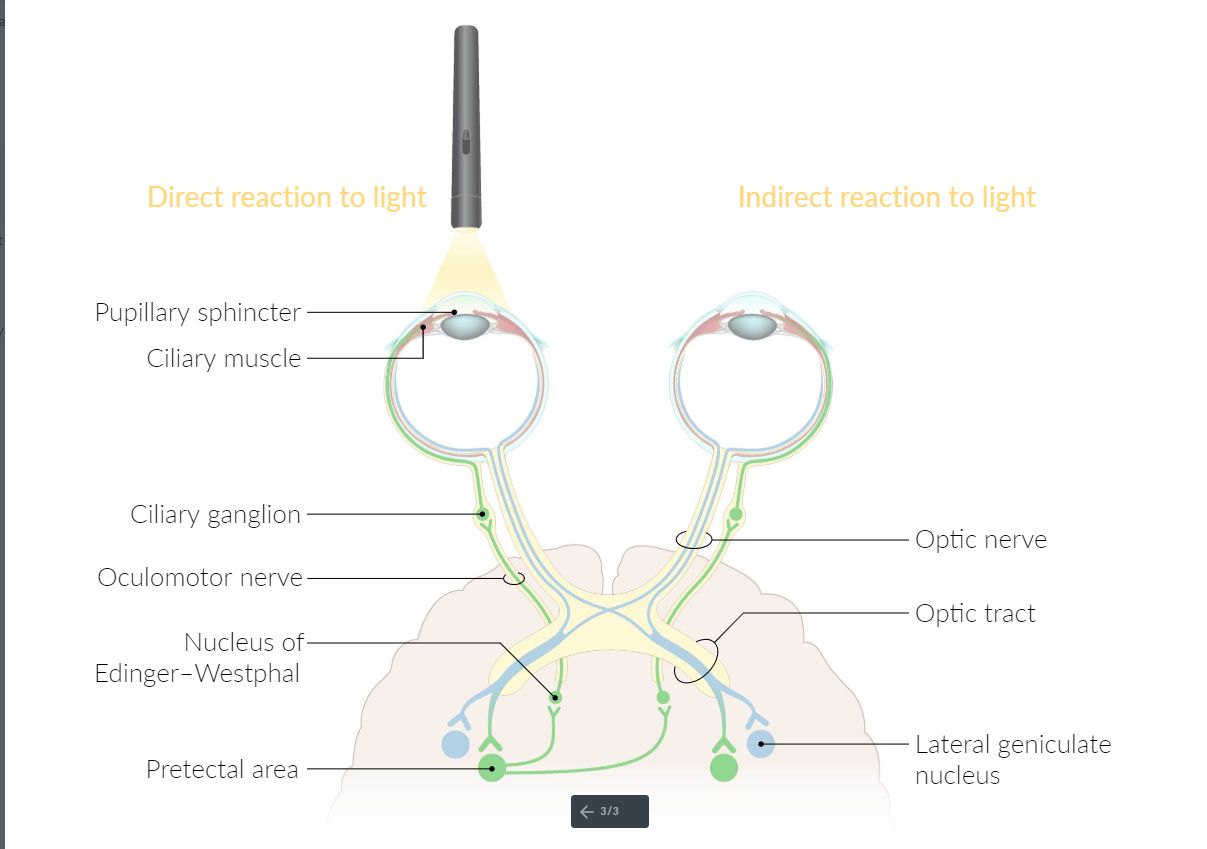 Direct reaction to light
Indirect reaction to light
Pupillary sphincter
Ciliary muscle
Ciliary ganglion
Optic nerve
Oculomotor nerve
Optic tract
Nucleus of
Edinger–Westphal
Lateral geniculate
nucleus
Pretectal area
3/3